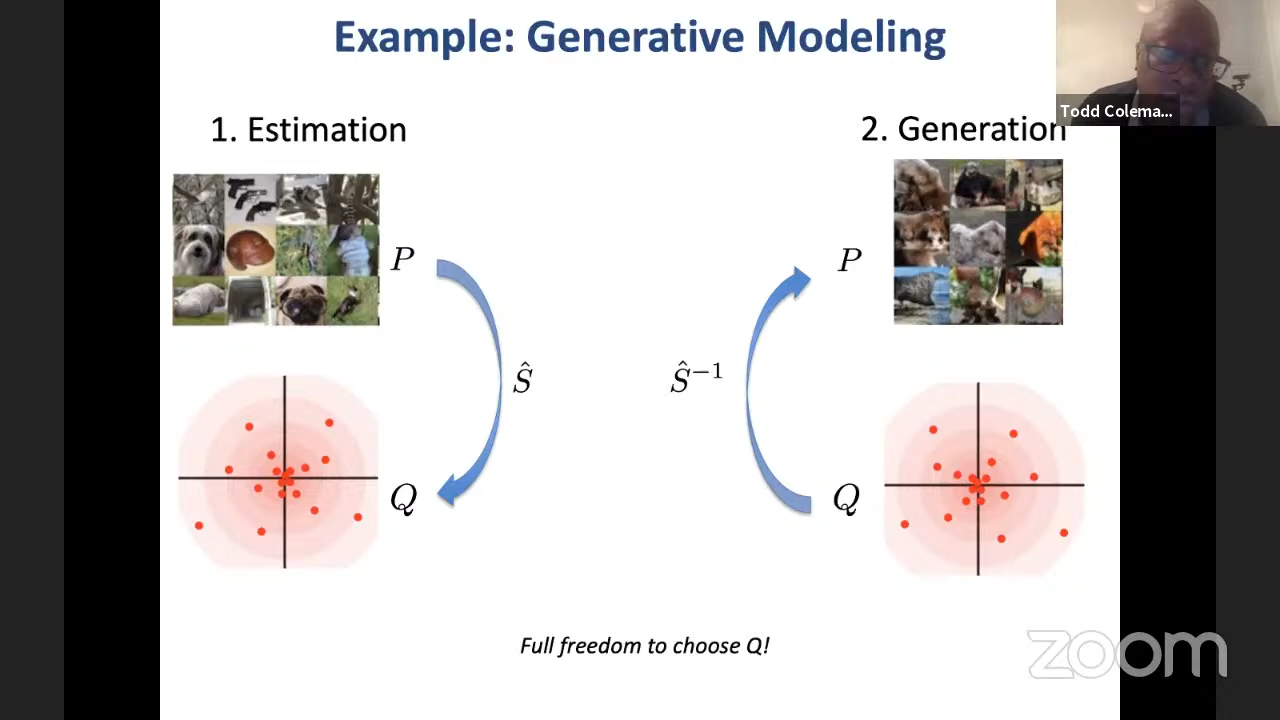 Example: Generative Modeling
Todd Colema...
1. Estimation
2. Generation
P
P
Ŝ
Ŝ⁻¹
Q
Q
Full freedom to choose Q!
zoom